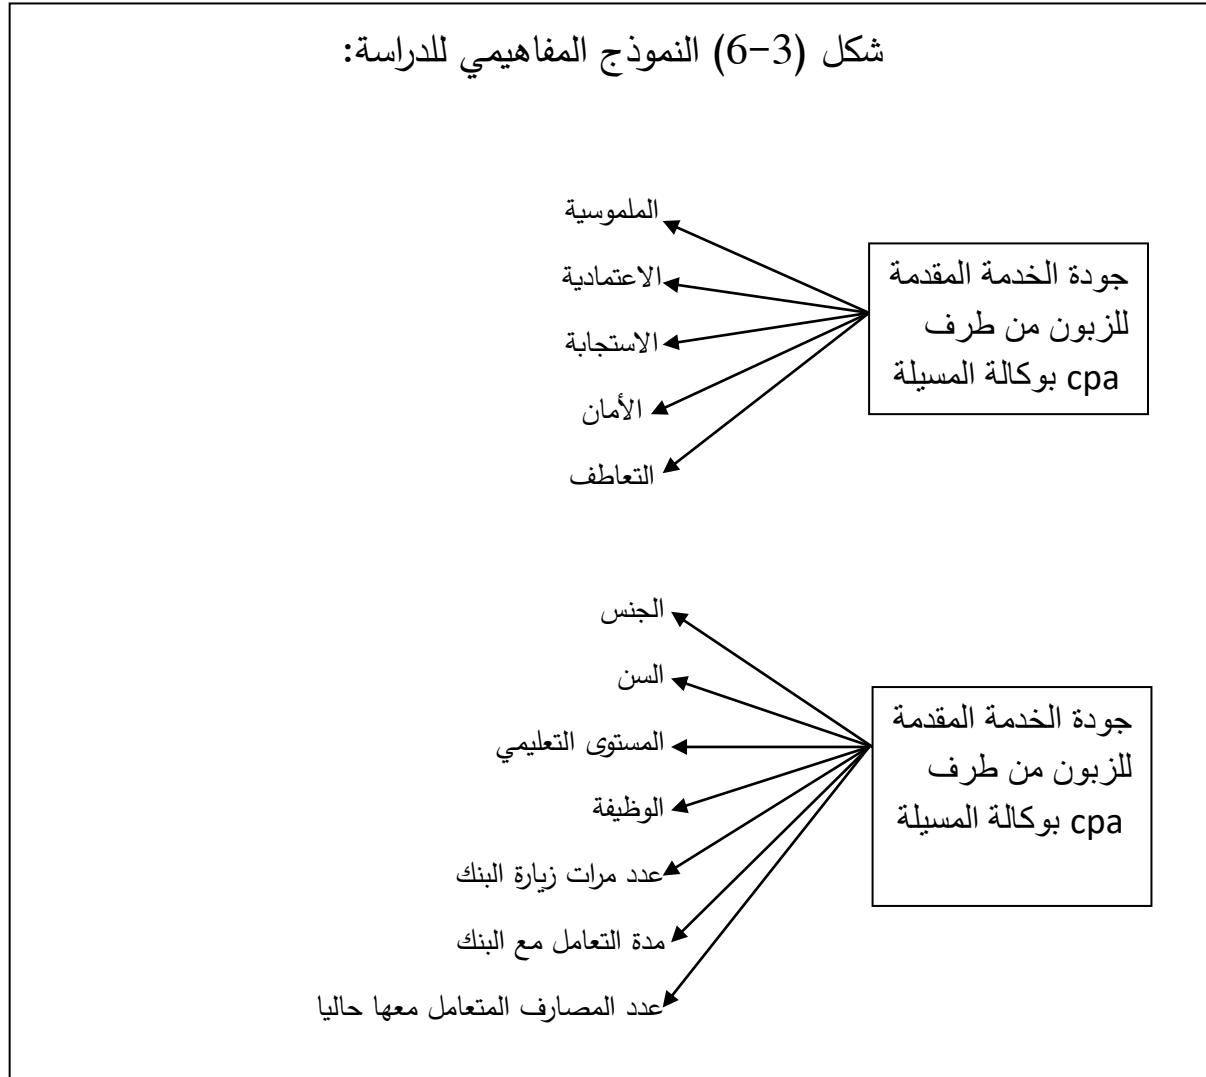 شكل (3-6) النموذج المفاهيمي للدراسة:
جودة الخدمة المقدمة
للزبون من طرف
cpa بوكالة المسيلة
الملموسية
الاعتمادية
الاستجابة
الأمان
التعاطف
جودة الخدمة المقدمة
للزبون من طرف
cpa بوكالة المسيلة
الجنس
السن
المستوى التعليمي
الوظيفة
عدد مرات زيارة البنك
مدة التعامل مع البنك
عدد المصارف المتعامل معها حاليا